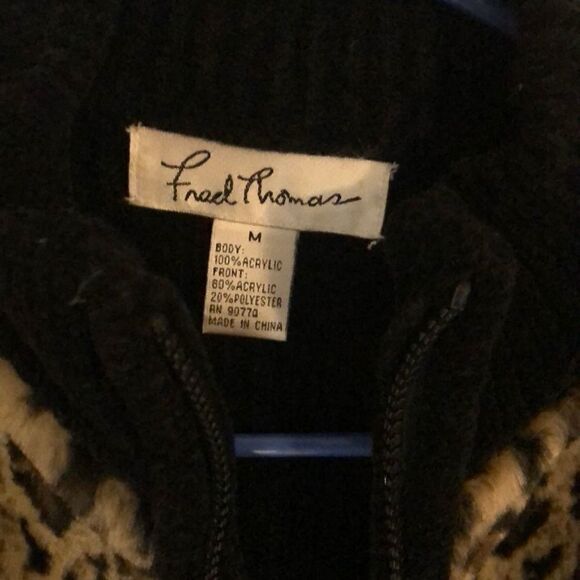 Fred Thomas
M
BODY:
100%ACRYLIC
FRONT:
80%ACRYLIC
20%POLYESTER
RN 90770
MADE IN CHINA